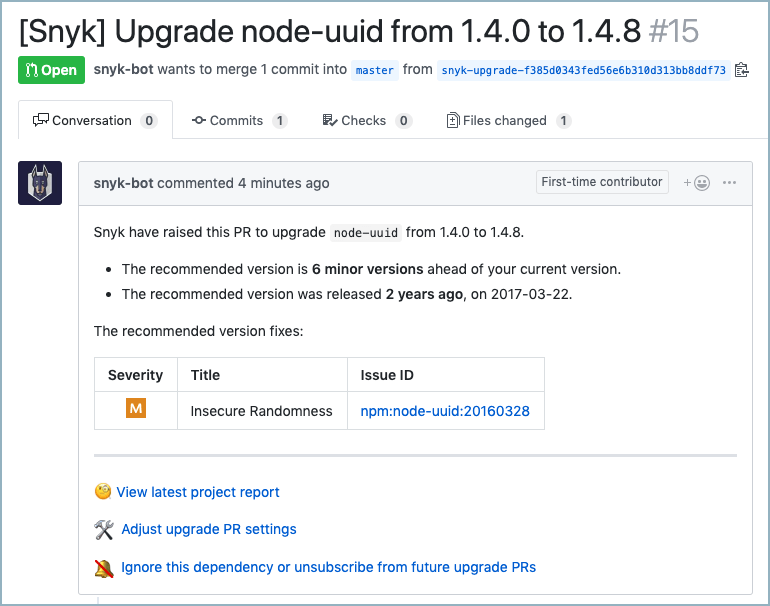 [Snyk] Upgrade node-uuid from 1.4.0 to 1.4.8 #15
Open snyk-bot wants to merge 1 commit into master from snyk-upgrade-f385d0343fed56e6b310d313bb8ddf73
Conversation 0 Commits 1 Checks 0 Files changed 1
snyk-bot commented 4 minutes ago First-time contributor
Snyk have raised this PR to upgrade node-uuid from 1.4.0 to 1.4.8.
• The recommended version is 6 minor versions ahead of your current version.
• The recommended version was released 2 years ago, on 2017-03-22.
The recommended version fixes:
Severity Title Issue ID
M Insecure Randomness npm:node-uuid:20160328
View latest project report
Adjust upgrade PR settings
Ignore this dependency or unsubscribe from future upgrade PRs